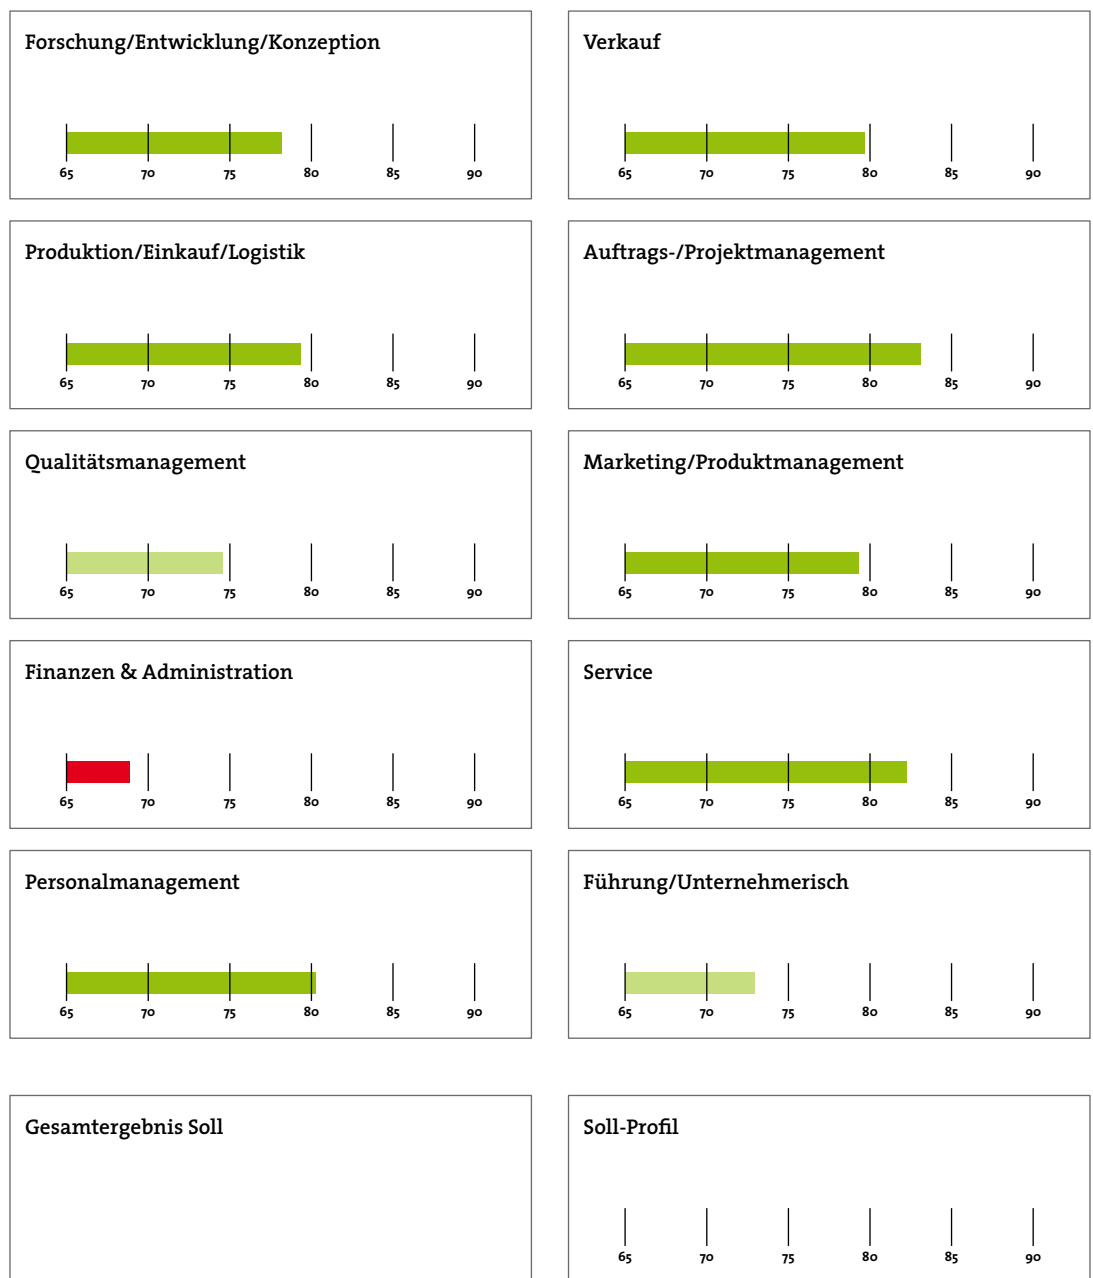 Forschung/Entwicklung/Konzeption
65 70 75 80 85 90
Verkauf
65 70 75 80 85 90
Produktion/Einkauf/Logistik
65 70 75 80 85 90
Auftrags-/Projektmanagement
65 70 75 80 85 90
Qualitätsmanagement
65 70 75 80 85 90
Marketing/Produktmanagement
65 70 75 80 85 90
Finanzen & Administration
65 70 75 80 85 90
Service
65 70 75 80 85 90
Personalmanagement
65 70 75 80 85 90
Führung/Unternehmerisch
65 70 75 80 85 90
Gesamtergebnis Soll
Soll-Profil
65 70 75 80 85 90